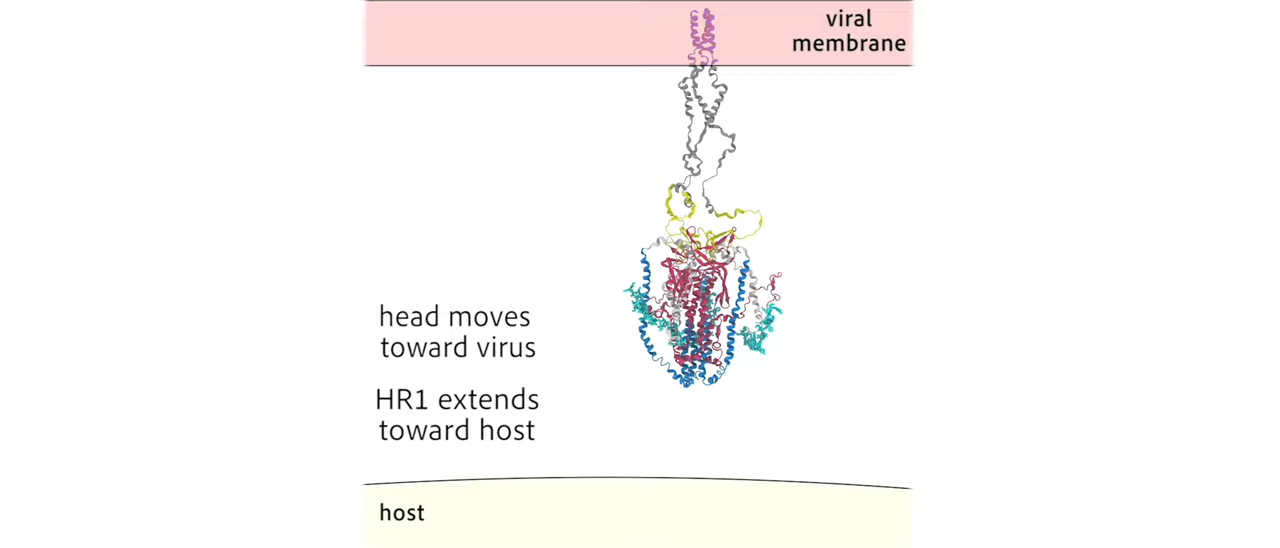 viral
membrane
head moves
toward virus
HR1 extends
toward host
host